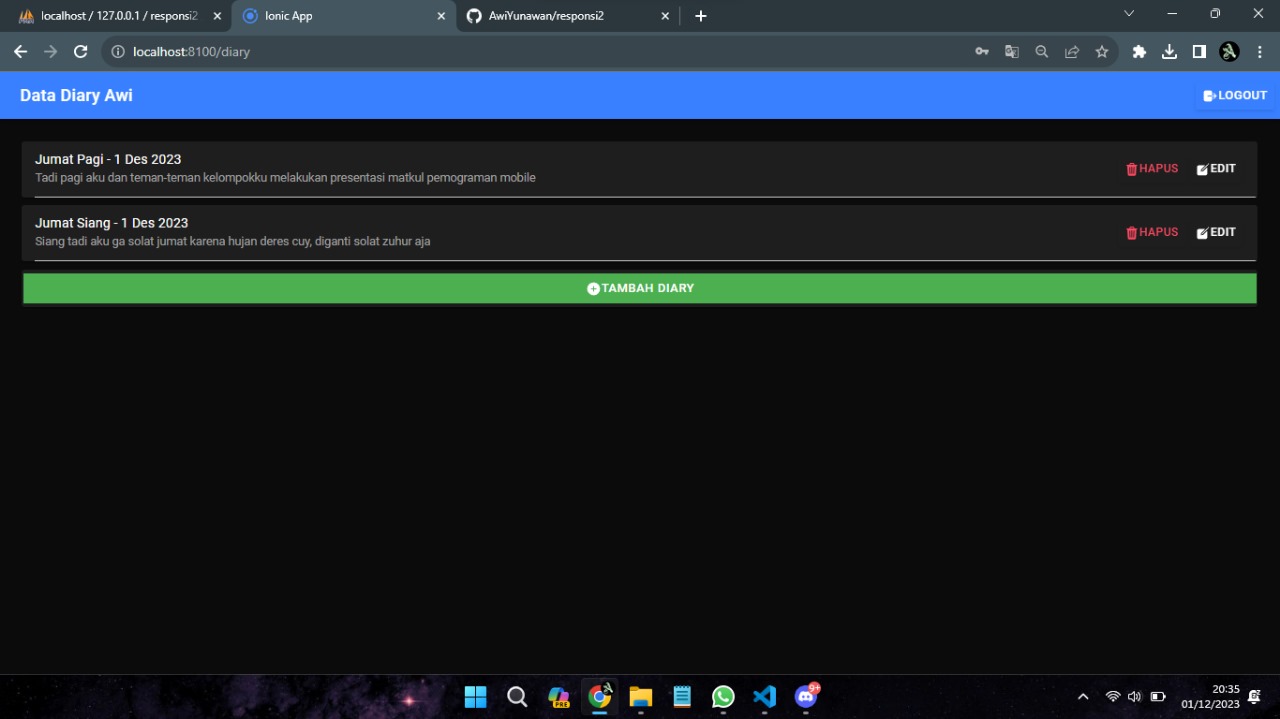 localhost / 127.0.0.1 / responsi2
Ionic App
AwiYunawan/responsi2
localhost:8100/diary
Data Diary Awi
LOGOUT
Jumat Pagi - 1 Des 2023
Tadi pagi aku dan teman-teman kelompokku melakukan presentasi matkul pemograman mobile
HAPUS
EDIT
Jumat Siang - 1 Des 2023
Siang tadi aku ga solat jumat karena hujan deres cuy, diganti solat zuhur aja
HAPUS
EDIT
TAMBAH DIARY
PRE
9+
20:35
01/12/2023